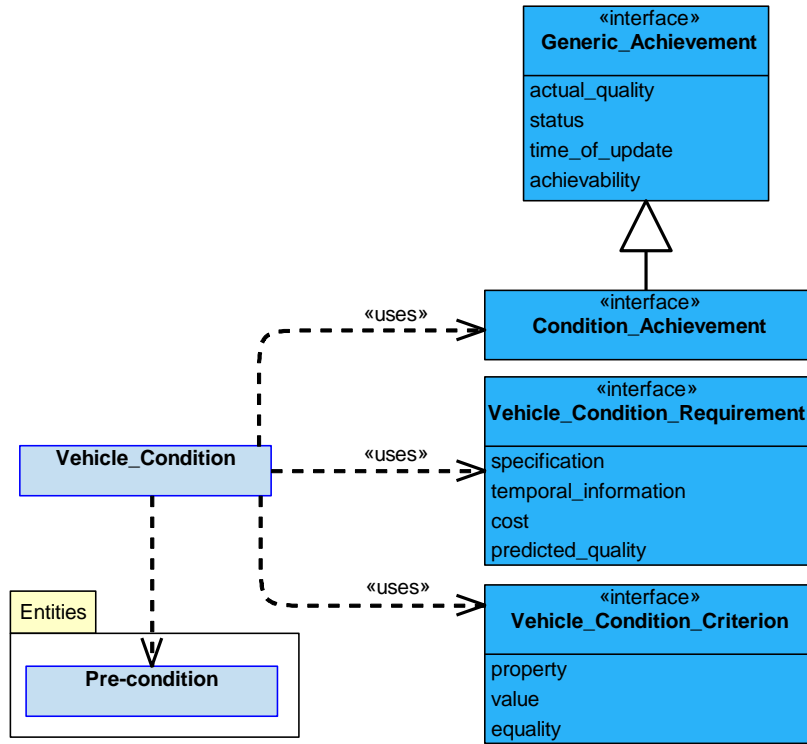 «interface»
Generic_Achievement
actual_quality
status
time_of_update
achievability
«uses»
«interface»
Condition_Achievement
«interface»
Vehicle_Condition_Requirement
Vehicle_Condition
«uses»
specification
temporal_information
cost
predicted_quality
«uses»
«interface»
Vehicle_Condition_Criterion
property
value
equality
Entities
Pre-condition